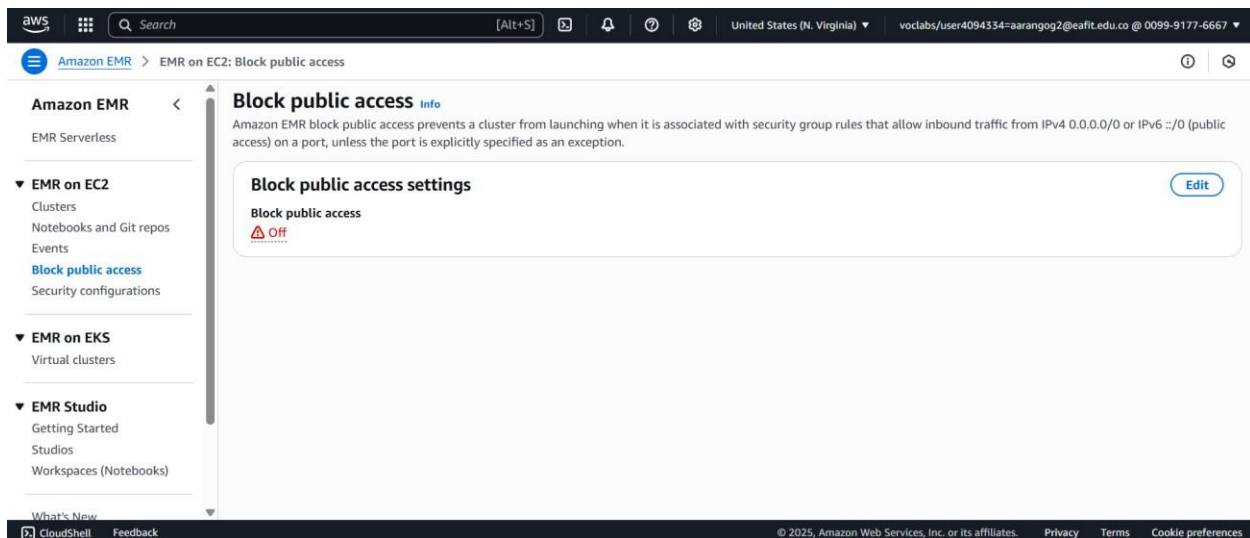 aws
Search [Alt+S] United States (N. Virginia) ▼ voclabs/user4094334=aarangog2@eafit.edu.co @ 0099-9177-6667 ▼
Amazon EMR > EMR on EC2: Block public access
Amazon EMR
EMR Serverless
▼ EMR on EC2
Clusters
Notebooks and Git repos
Events
Block public access
Security configurations
▼ EMR on EKS
Virtual clusters
▼ EMR Studio
Getting Started
Studios
Workspaces (Notebooks)
What's New
Block public access Info
Amazon EMR block public access prevents a cluster from launching when it is associated with security group rules that allow inbound traffic from IPv4 0.0.0.0/0 or IPv6 ::/0 (public
access) on a port, unless the port is explicitly specified as an exception.
Block public access settings
Edit
Block public access
Off
CloudShell Feedback © 2025, Amazon Web Services, Inc. or its affiliates. Privacy Terms Cookie preferences